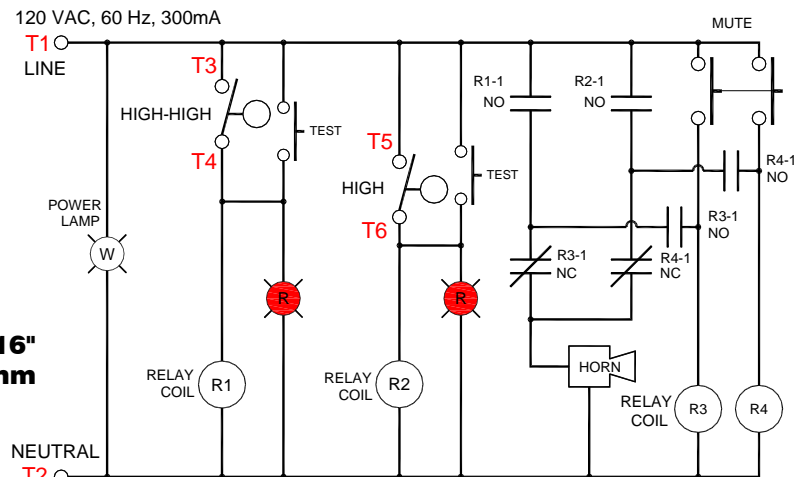 120 VAC, 60 Hz, 300mA
T1
LINE
MUTE
T3
HIGH-HIGH
TEST
T4
T5
HIGH
TEST
T6
R1-1
NO
R2-1
NO
R4-1
NO
R3-1
NO
R3-1
NC
R4-1
NC
POWER
LAMP
W
R
R
16"
RELAY
COIL
R1
RELAY
COIL
R2
HORN
RELAY
COIL
R3
R4
NEUTRAL
T2